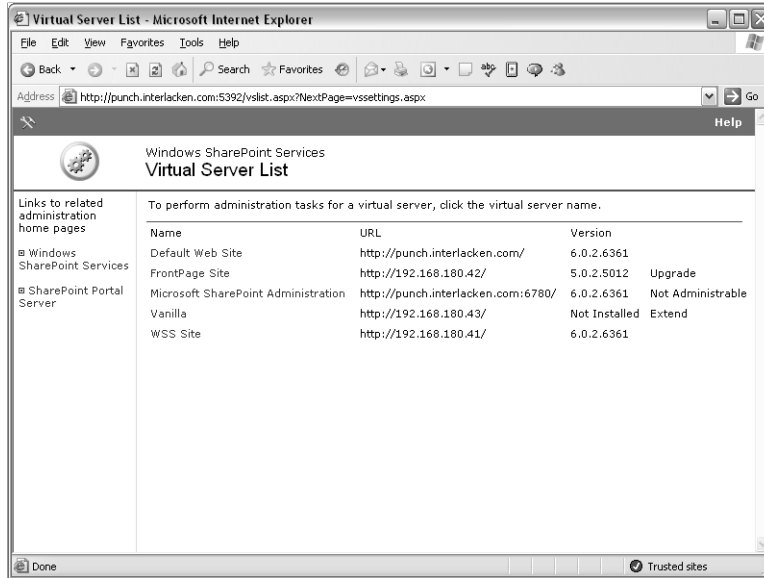 Virtual Server List - Microsoft Internet Explorer
File Edit View Favorites Tools Help
Back Search Favorites
Address http://punch.interlacken.com:5392/vslist.aspx?NextPage=vssettings.aspx Go
Help
Windows SharePoint Services
Virtual Server List
Links to related
administration
home pages
Windows
SharePoint Services
SharePoint Portal
Server
To perform administration tasks for a virtual server, click the virtual server name.
Name URL Version
Default Web Site http://punch.interlacken.com/ 6.0.2.6361
FrontPage Site http://192.168.180.42/ 5.0.2.5012 Upgrade
Microsoft SharePoint Administration http://punch.interlacken.com:6780/ 6.0.2.6361 Not Administrable
Vanilla http://192.168.180.43/ Not Installed Extend
WSS Site http://192.168.180.41/ 6.0.2.6361
Done Trusted sites